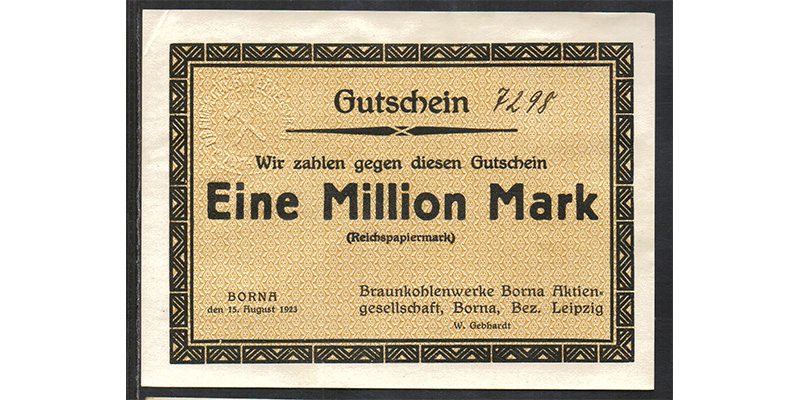 Gutschein 7298
Wir zahlen gegen diesen Gutschein
Eine Million Mark
(Reichspapiermark)
BORNA
den 15. August 1923
Braunkohlenwerke Borna Aktien-
gesellschaft, Borna, Bez. Leipzig
W. Gebhardt